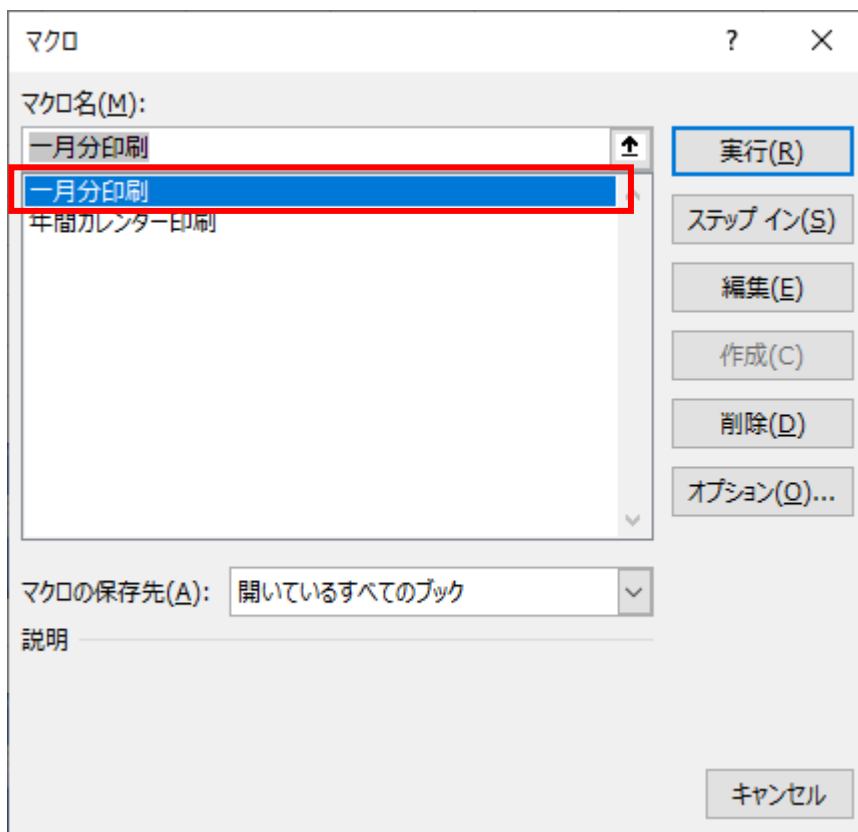 マクロ
?
マクロ名(M):
一月分印刷
実行(R)
一月分印刷
年間カレンダー印刷
ステップ イン(S)
編集(E)
作成(C)
削除(D)
オプション(O)...
マクロの保存先(A): 開いているすべてのブック
説明
キャンセル